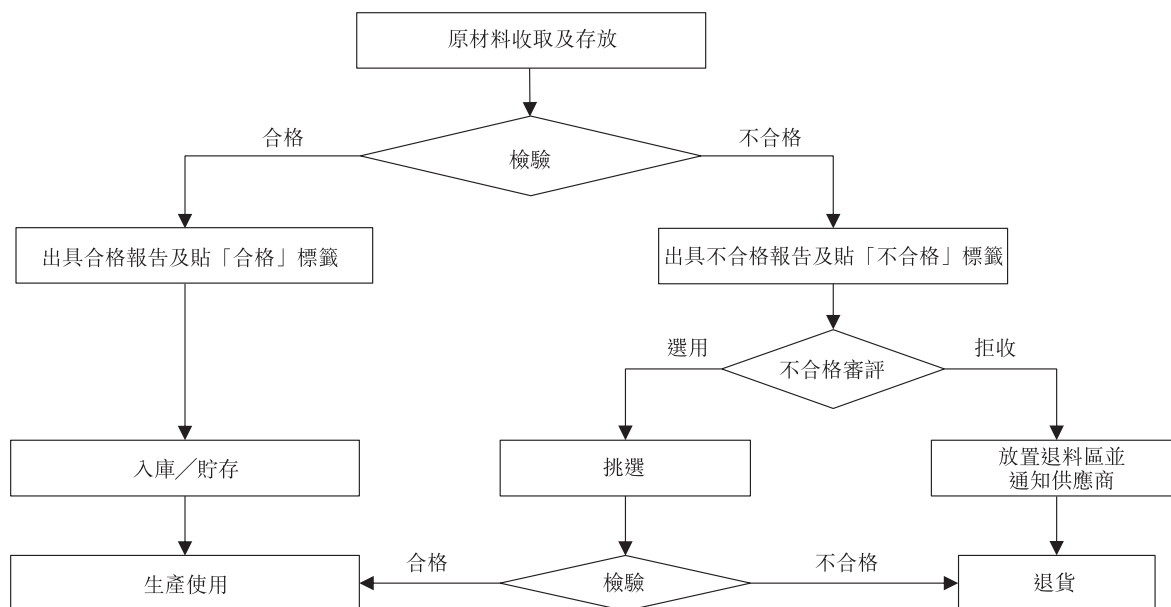 原材料收取及存放
合格
不合格
檢驗
出具合格報告及貼「合格」標籤
出具不合格報告及貼「不合格」標籤
選用
拒收
不合格審評
入庫／貯存
挑選
放置退料區並
通知供應商
合格
不合格
生產使用
檢驗
退貨